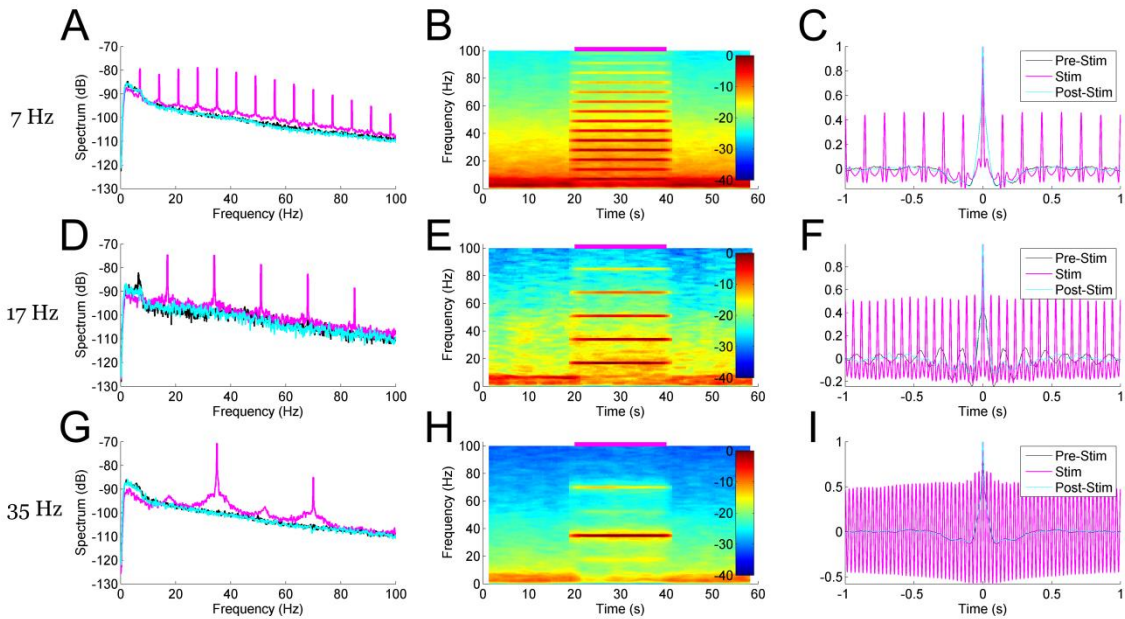 A
B
C
7 Hz
Spectrum (dB)
-70
-80
-90
-100
-110
-120
-130
0 20 40 60 80 100
Frequency (Hz)
Frequency (Hz)
100
80
60
40
20
0
0 10 20 30 40 50 60
Time (s)
0
-10
-20
-30
-40
1
0.8
0.6
0.4
0.2
0
-1 -0.5 0 0.5 1
Time (s)
Pre-Stim
Stim
Post-Stim
D
E
F
17 Hz
Spectrum (dB)
-70
-80
-90
-100
-110
-120
-130
0 20 40 60 80 100
Frequency (Hz)
Frequency (Hz)
100
80
60
40
20
0
0 10 20 30 40 50 60
Time (s)
0
-10
-20
-30
-40
1
0.8
0.6
0.4
0.2
0
-0.2
-1 -0.5 0 0.5 1
Time (s)
Pre-Stim
Stim
Post-Stim
G
H
I
35 Hz
Spectrum (dB)
-70
-80
-90
-100
-110
-120
-130
0 20 40 60 80 100
Frequency (Hz)
Frequency (Hz)
100
80
60
40
20
0
0 10 20 30 40 50 60
Time (s)
0
-10
-20
-30
-40
1
0.5
0
-0.5
-1 -0.5 0 0.5 1
Time (s)
Pre-Stim
Stim
Post-Stim